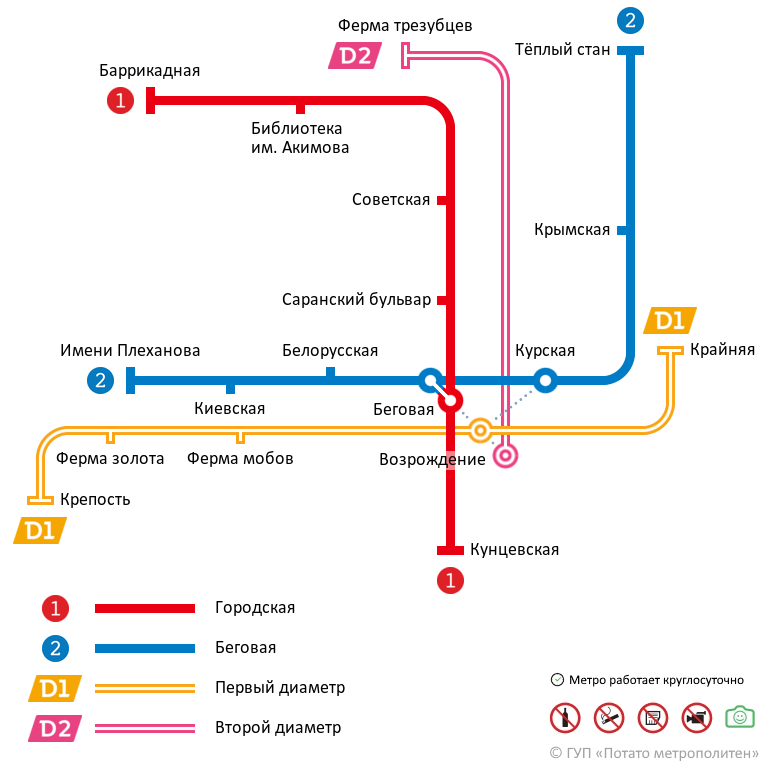 2
Ферма трезубцев
D2
Тёплый стан
Баррикадная
1
Библиотека
им. Акимова
Советская
Крымская
Саранский бульвар
D1
Имени Плеханова
Белорусская
Курская
Крайняя
2
Киевская
Беговая
Ферма золота
Ферма мобов
Возрождение
Крепость
D1
Кунцевская
1
1 Городская
2 Беговая
D1 Первый диаметр
D2 Второй диаметр
Метро работает круглосуточно
© ГУП «Потато метрополитен»